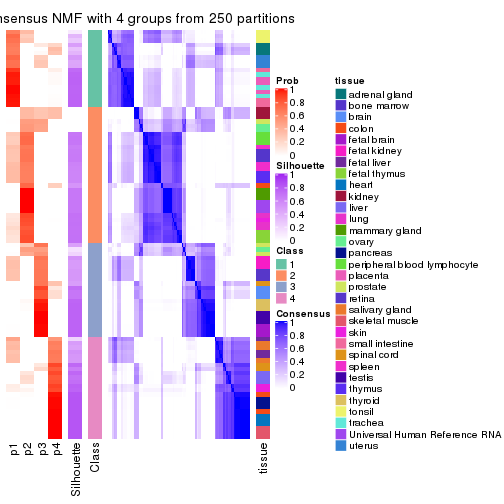 nsensus NMF with 4 groups from 250 partitions
p1
p2
p3
p4
Silhouette
Class
tissue
Prob
1
0.8
0.6
0.4
0.2
0
Silhouette
1
0.8
0.6
0.4
0.2
0
Class
1
2
3
4
Consensus
1
0.8
0.6
0.4
0.2
0
tissue
adrenal gland
bone marrow
brain
colon
fetal brain
fetal kidney
fetal liver
fetal thymus
heart
kidney
liver
lung
mammary gland
ovary
pancreas
peripheral blood lymphocyte
placenta
prostate
retina
salivary gland
skeletal muscle
skin
small intestine
spinal cord
spleen
testis
thymus
thyroid
tonsil
trachea
Universal Human Reference RNA
uterus